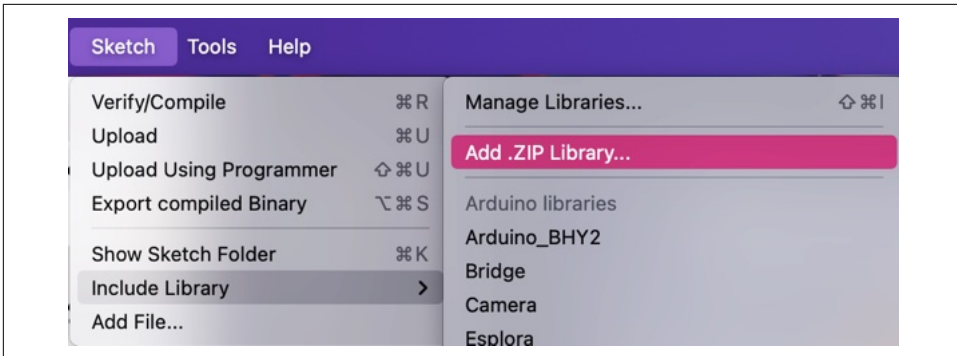 Sketch Tools Help
Verify/Compile ⌘R
Upload ⌘U
Upload Using Programmer ⇧⌘U
Export compiled Binary ⌥⌘S
Show Sketch Folder ⌘K
Include Library >
Add File...
Manage Libraries... ⇧⌘I
Add .ZIP Library...
Arduino libraries
Arduino_BHY2
Bridge
Camera
Esplora